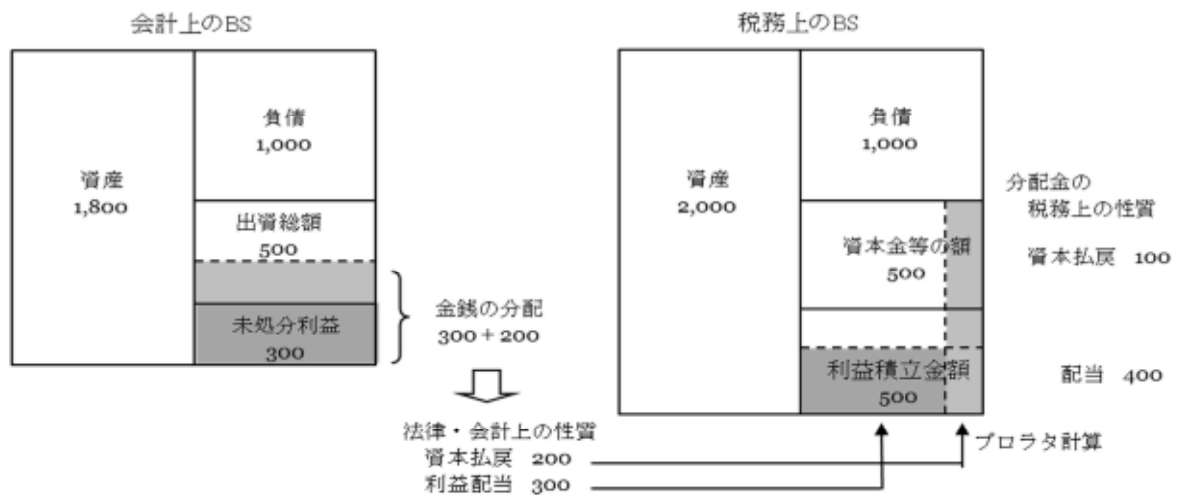 会計上のBS
資産
1,800
負債
1,000
出資総額
500
未処分利益
300
金銭の分配
300+200
法律・会計上の性質
資本払戻 200
利益配当 300
税務上のBS
資産
2,000
負債
1,000
資本金等の額
500
利益積立金額
500
分配金の
税務上の性質
資本払戻 100
配当 400
プロラタ計算